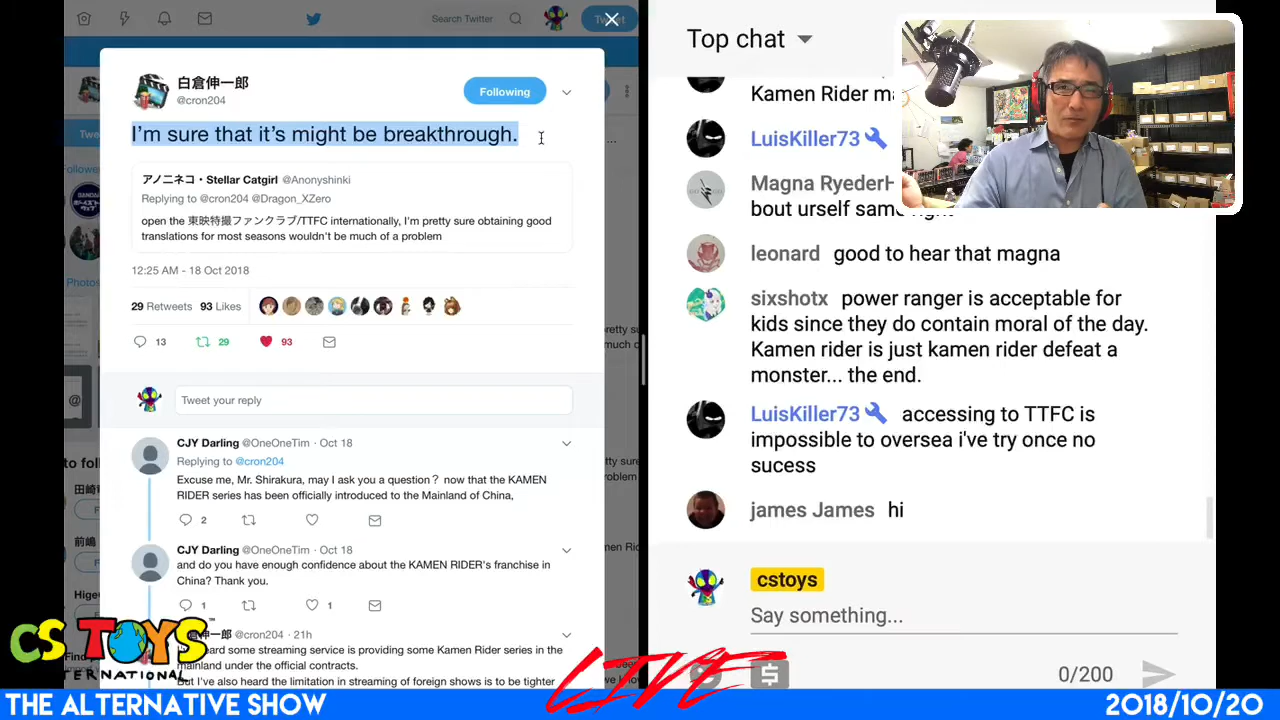 Search Twitter
Tweet
白倉伸一郎
@cron204
Following
I'm sure that it's might be breakthrough.
アノ二ネコ・Stellar Catgirl @Anonyshinki
Replying to @cron204 @Dragon_XZero
open the 東映特撮ファンクラブ/TTFC internationally, I'm pretty sure obtaining good
translations for most seasons wouldn't be much of a problem
12:25 AM - 18 Oct 2018
29 Retweets 93 Likes
13 29 93
Tweet your reply
CJY Darling @OneOneTim · Oct 18
Replying to @cron204
Excuse me, Mr. Shirakura, may I ask you a question？ now that the KAMEN
RIDER series has been officially introduced to the Mainland of China,
2
CJY Darling @OneOneTim · Oct 18
and do you have enough confidence about the KAMEN RIDER's franchise in
China? Thank you.
1 1
伸一郎 @cron204 · 21h
heard some streaming service is providing some Kamen Rider series in the
mainland under the official contracts.
But I've also heard the limitation in streaming of foreign shows is to be tighter
Top chat
Kamen Rider ma
LuisKiller73
Magna RyederH
bout urself same right
leonard good to hear that magna
sixshotx power ranger is acceptable for
kids since they do contain moral of the day.
Kamen rider is just kamen rider defeat a
monster... the end.
LuisKiller73 accessing to TTFC is
impossible to oversea i've try once no
sucess
james James hi
cstoys
Say something...
0/200
CS TOYS
INTERNATIONAL
LIVE
THE ALTERNATIVE SHOW
2018/10/20